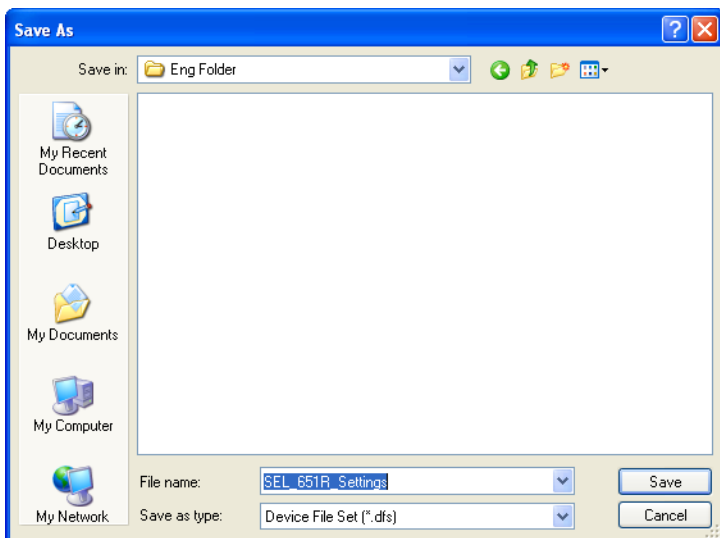 Save As
Save in: Eng Folder
My Recent
Documents
Desktop
My Documents
My Computer
My Network
File name: SEL_651R_Settings Save
Save as type: Device File Set (*.dfs) Cancel